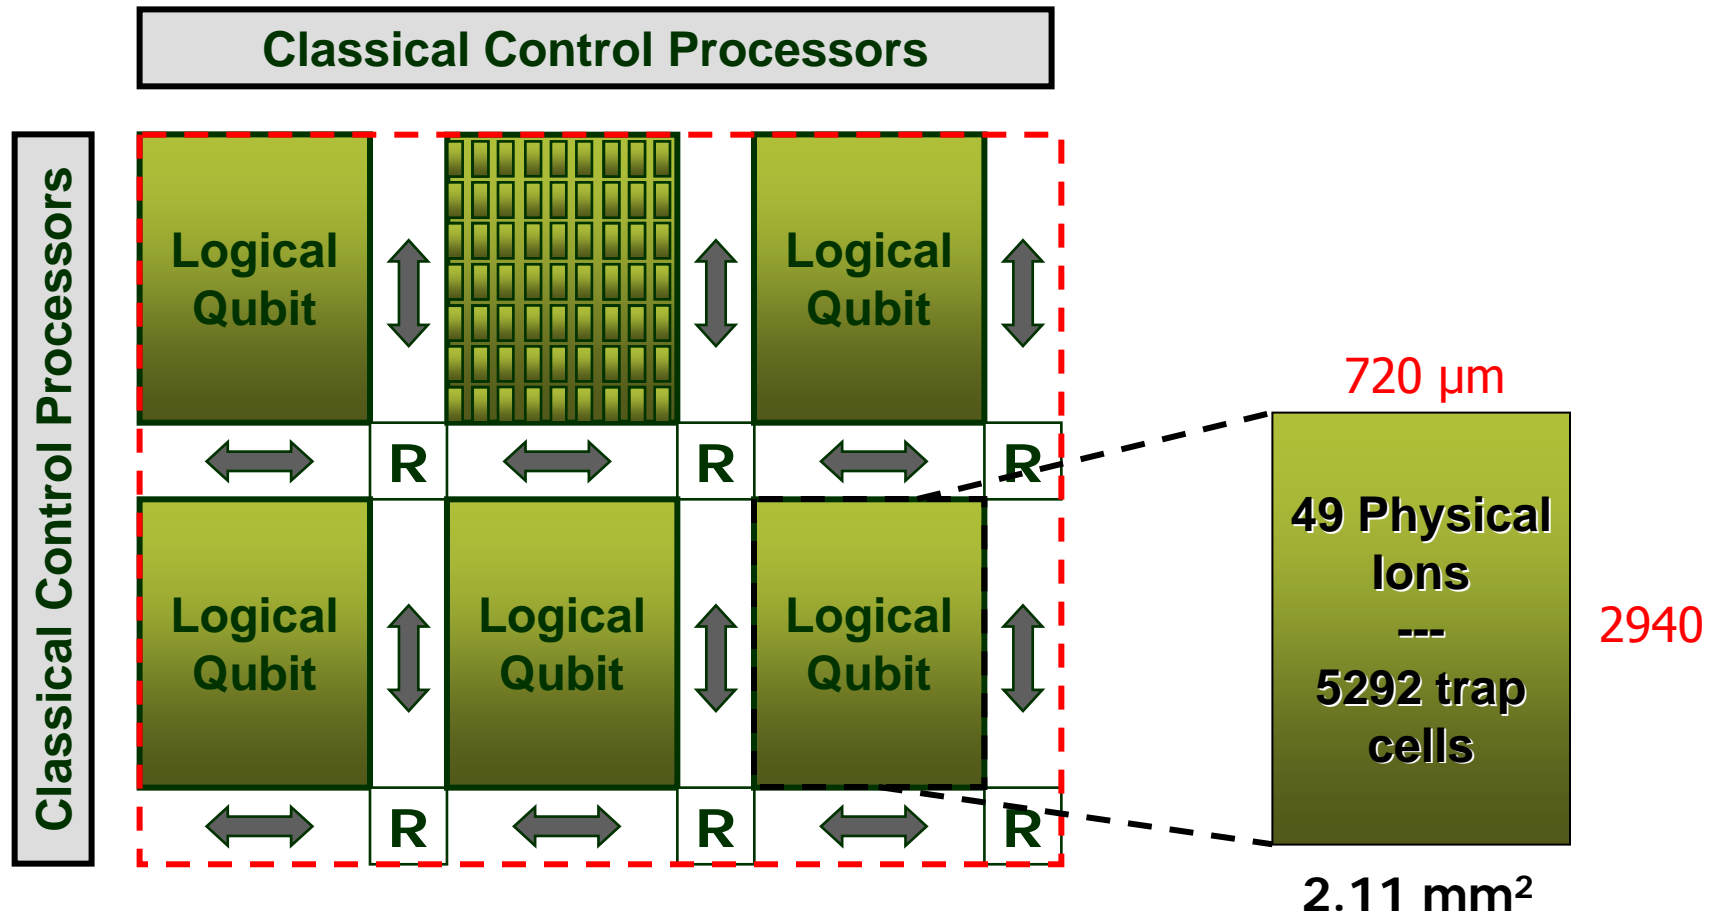 Classical Control Processors
Classical Control Processors
Logical
Qubit
Logical
Qubit
R
R
R
Logical
Qubit
Logical
Qubit
Logical
Qubit
R
R
R
720 µm
49 Physical
Ions
---
5292 trap
cells
2940
2.11 mm²